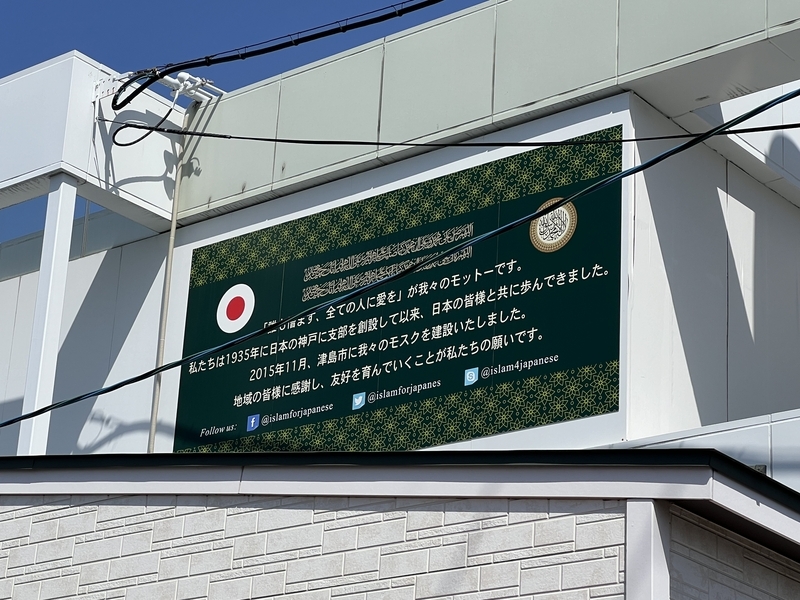 憎まず、全ての人に愛を」が我々のモットーです。
私たちは1935年に日本の神戸に支部を創設して以来、日本の皆様と共に歩んできました。
2015年11月、津島市に我々のモスクを建設いたしました。
地域の皆様に感謝し、友好を育んでいくことが私たちの願いです。
Follow us: f @islamforjapanese @islamforjapanes S @islam4japanese